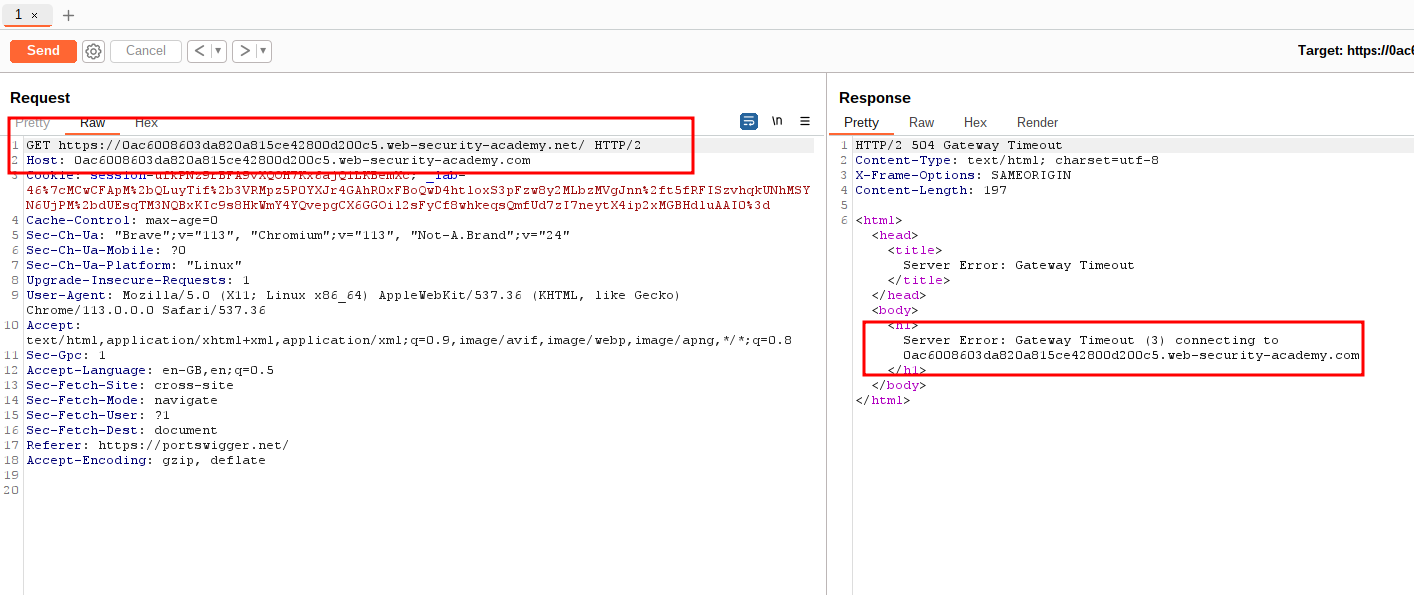 1 ×
+
Send
Cancel
< ▾
> ▾
Target: https://0ac6
Request
Pretty Raw Hex
\n ≡
1 GET https://0ac6008603da820a815ce42800d200c5.web-security-academy.net/ HTTP/2
2 Host: 0ac6008603da820a815ce42800d200c5.web-security-academy.com
3 Cookie: _lab-
46%7cMCwCFApM%2bQLuyTif%2b3VRMpz5POYXJr4GAhROxFBoQwD4htloxS3pFzw8y2MLbzMVgJnn%2ft5fRFISzvhqkUNhMSY
N6UjPM%2bdUEsqTM3NQBxKIc9s8HkWmY4YQvepgCX6GGOil2sFyCf8whkeqsQmfUd7zI7neytX4ip2xMGBHdluAAIO%3d
4 Cache-Control: max-age=0
5 Sec-Ch-Ua: "Brave";v="113", "Chromium";v="113", "Not-A.Brand";v="24"
6 Sec-Ch-Ua-Mobile: ?0
7 Sec-Ch-Ua-Platform: "Linux"
8 Upgrade-Insecure-Requests: 1
9 User-Agent: Mozilla/5.0 (X11; Linux x86_64) AppleWebKit/537.36 (KHTML, like Gecko)
Chrome/113.0.0.0 Safari/537.36
10 Accept:
text/html,application/xhtml+xml,application/xml;q=0.9,image/avif,image/webp,image/apng,*/*;q=0.8
11 Sec-Gpc: 1
12 Accept-Language: en-GB,en;q=0.5
13 Sec-Fetch-Site: cross-site
14 Sec-Fetch-Mode: navigate
15 Sec-Fetch-User: ?1
16 Sec-Fetch-Dest: document
17 Referer: https://portswigger.net/
18 Accept-Encoding: gzip, deflate
19
20
Response
Pretty Raw Hex Render
1 HTTP/2 504 Gateway Timeout
2 Content-Type: text/html; charset=utf-8
3 X-Frame-Options: SAMEORIGIN
4 Content-Length: 197
5
6 <html>
<head>
<title>
Server Error: Gateway Timeout
</title>
</head>
<body>
<h1>
Server Error: Gateway Timeout (3) connecting to
0ac6008603da820a815ce42800d200c5.web-security-academy.com
</h1>
</body>
</html>